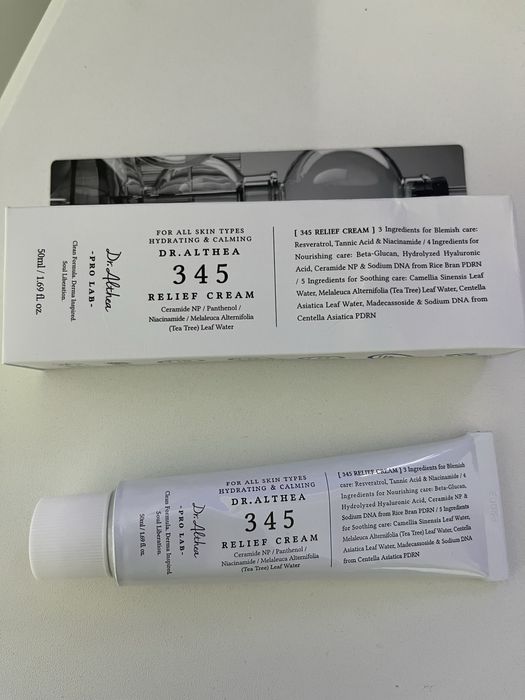 50ml / 1.69 fl. oz.
Clean Formula. Derma Inspired.
Soul Liberation.
Dr.Althea
- PRO LAB -
FOR ALL SKIN TYPES
HYDRATING & CALMING
DR.ALTHEA
345
RELIEF CREAM
Ceramide NP / Panthenol /
Niacinamide / Melaleuca Alternifolia
(Tea Tree) Leaf Water
[ 345 RELIEF CREAM ] 3 Ingredients for Blemish care:
Resveratrol, Tannic Acid & Niacinamide / 4 Ingredients for
Nourishing care: Beta-Glucan, Hydrolyzed Hyaluronic
Acid, Ceramide NP & Sodium DNA from Rice Bran PDRN
/ 5 Ingredients for Soothing care: Camellia Sinensis Leaf
Water, Melaleuca Alternifolia (Tea Tree) Leaf Water, Centella
Asiatica Leaf Water, Madecassoside & Sodium DNA from
Centella Asiatica PDRN
50ml / 1.69 fl. oz.
Clean Formula. Derma Inspired.
Soul Liberation.
Dr.Althea
- PRO LAB -
FOR ALL SKIN TYPES
HYDRATING & CALMING
DR.ALTHEA
345
RELIEF CREAM
Ceramide NP / Panthenol /
Niacinamide / Melaleuca Alternifolia
(Tea Tree) Leaf Water
[ 345 RELIEF CREAM ] 3 Ingredients for Blemish
care: Resveratrol, Tannic Acid & Niacinamide / 4
Ingredients for Nourishing care: Beta-Glucan,
Hydrolyzed Hyaluronic Acid, Ceramide NP &
Sodium DNA from Rice Bran PDRN / 5 Ingredients
for Soothing care: Camellia Sinensis Leaf Water,
Melaleuca Alternifolia (Tea Tree) Leaf Water, Centella
Asiatica Leaf Water, Madecassoside & Sodium DNA
from Centella Asiatica PDRN